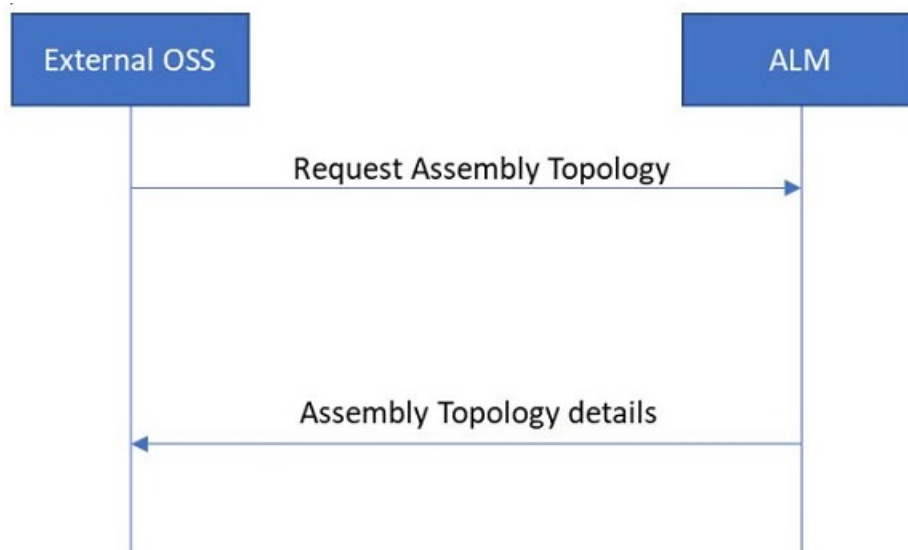 External OSS
ALM
Request Assembly Topology
Assembly Topology details